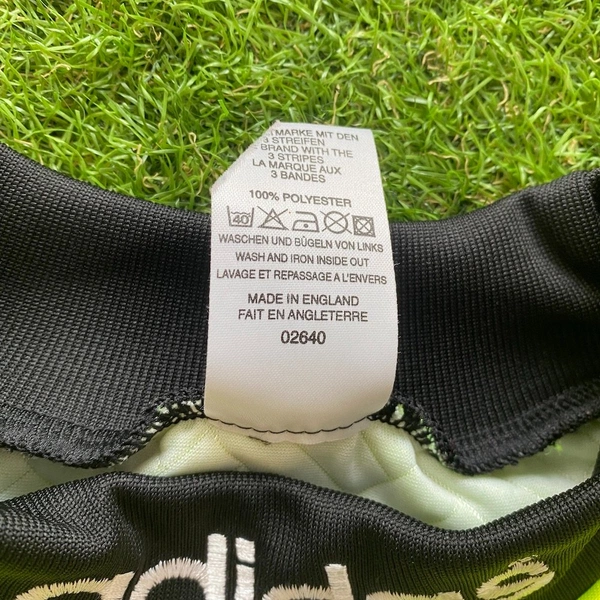 MARKE MIT DEN
3 STREIFEN
BRAND WITH THE
3 STRIPES
LA MARQUE AUX
3 BANDES
100% POLYESTER
40
WASCHEN UND BÜGELN VON LINKS
WASH AND IRON INSIDE OUT
LAVAGE ET REPASSAGE A L'ENVERS
MADE IN ENGLAND
FAIT EN ANGLETERRE
02640
adidas